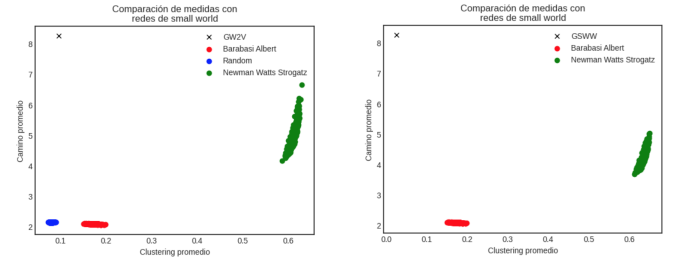 Comparación de medidas con
redes de small world
8
7
6
5
4
3
2
Camino promedio
GW2V
Barabasi Albert
Random
Newman Watts Strogatz
0.1
0.2
0.3
0.4
0.5
0.6
Clustering promedio
Comparación de medidas con
redes de small world
8
7
6
5
4
3
2
Camino promedio
GSWW
Barabasi Albert
Newman Watts Strogatz
0.0
0.1
0.2
0.3
0.4
0.5
0.6
Clustering promedio